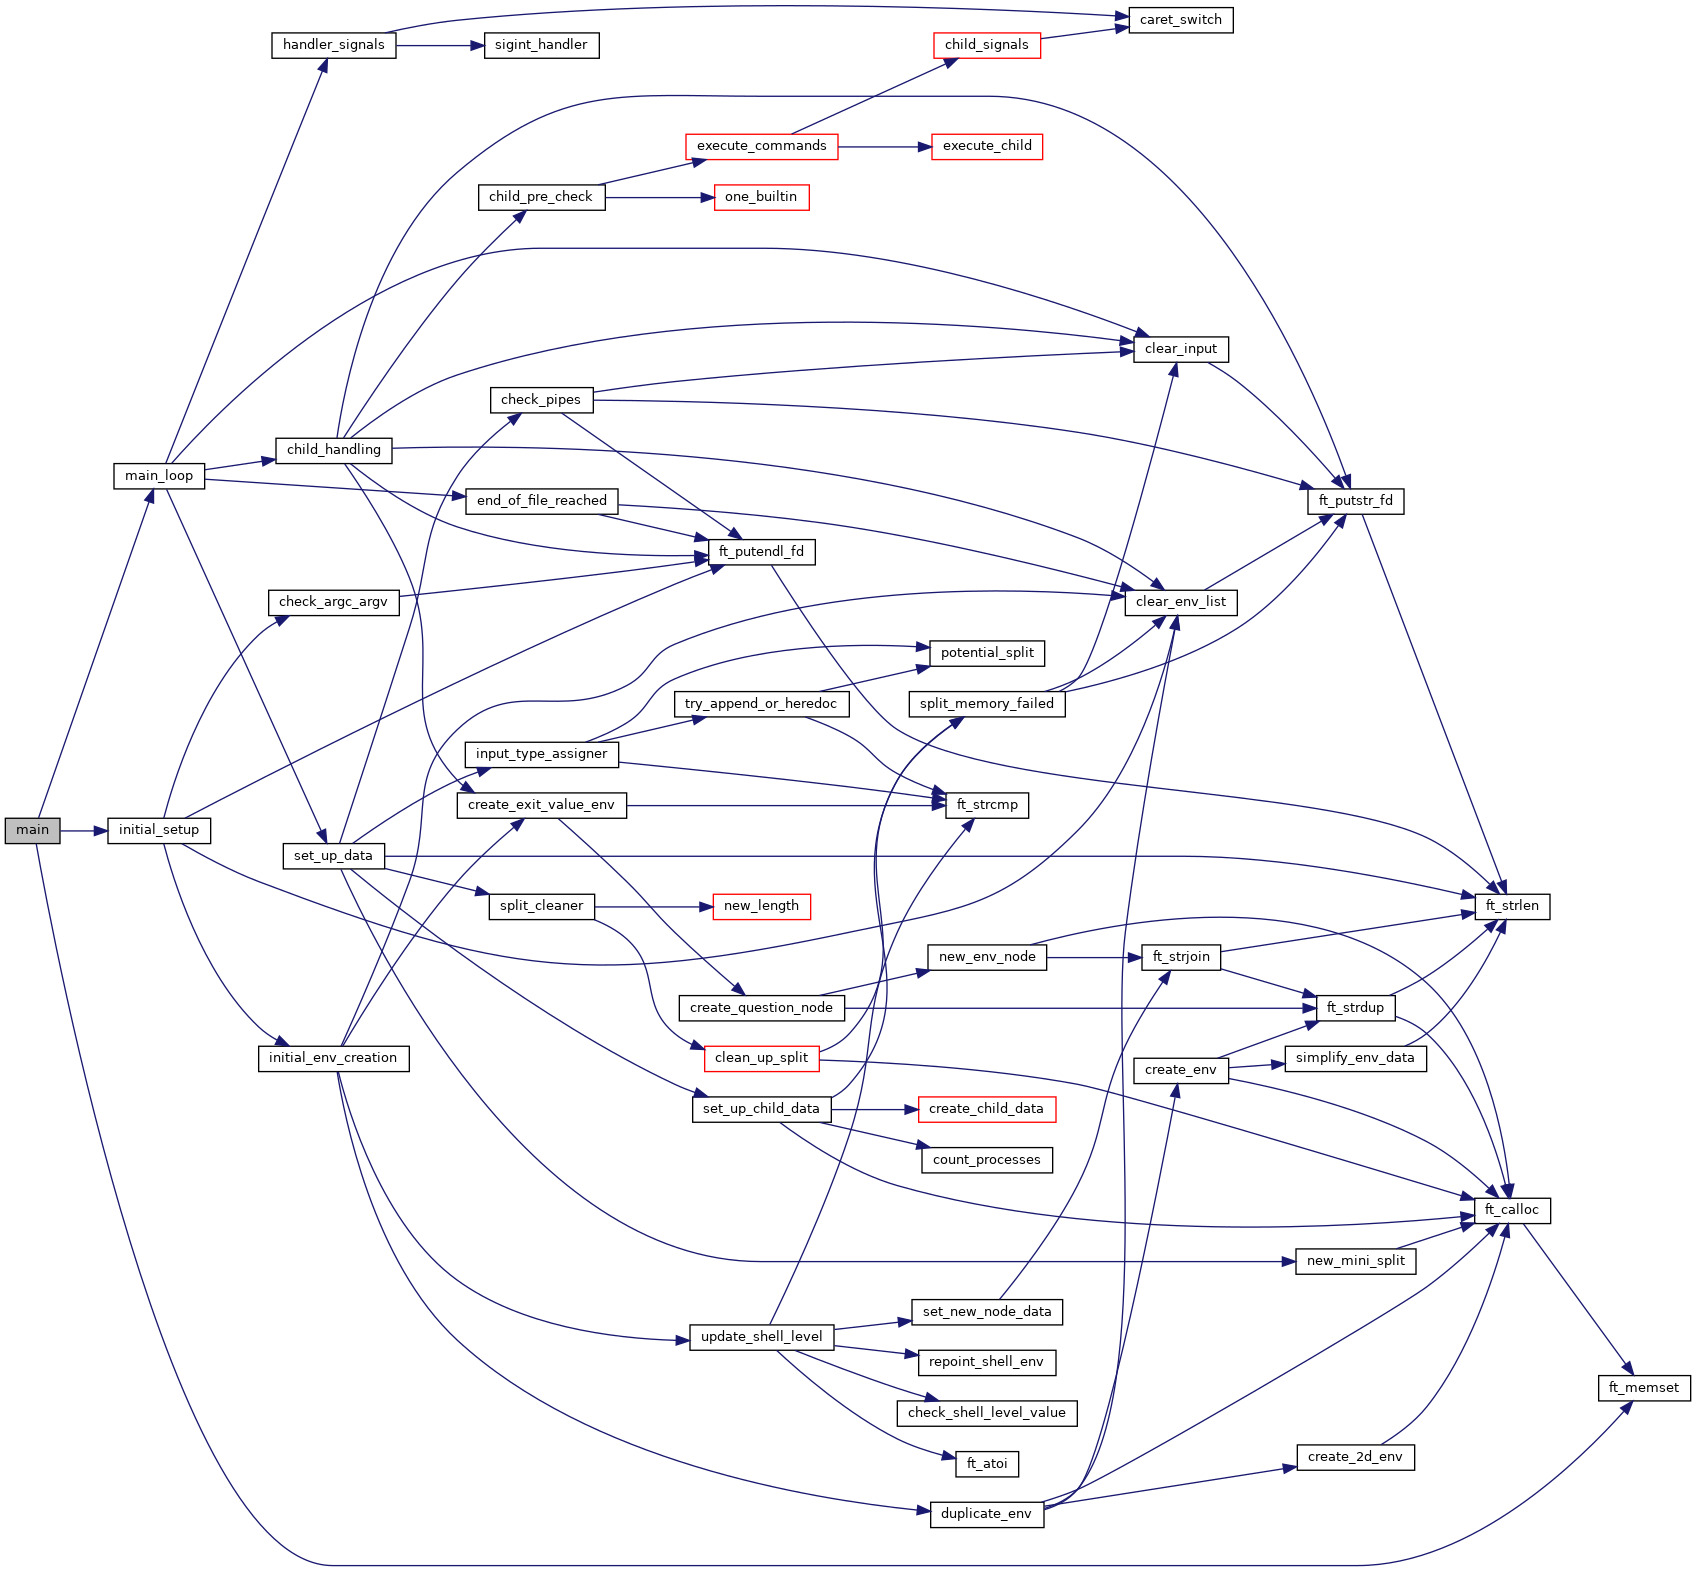 caret_switch
handler_signals
sigint_handler
child_signals
execute_commands
execute_child
child_pre_check
one_builtin
clear_input
check_pipes
child_handling
main_loop
end_of_file_reached
ft_putstr_fd
ft_putendl_fd
check_argc_argv
clear_env_list
potential_split
try_append_or_heredoc
split_memory_failed
input_type_assigner
create_exit_value_env
ft_strcmp
main
initial_setup
set_up_data
split_cleaner
new_length
ft_strlen
new_env_node
ft_strjoin
create_question_node
ft_strdup
initial_env_creation
clean_up_split
create_env
simplify_env_data
set_up_child_data
create_child_data
count_processes
ft_calloc
new_mini_split
set_new_node_data
update_shell_level
repoint_shell_env
ft_memset
check_shell_level_value
ft_atoi
create_2d_env
duplicate_env